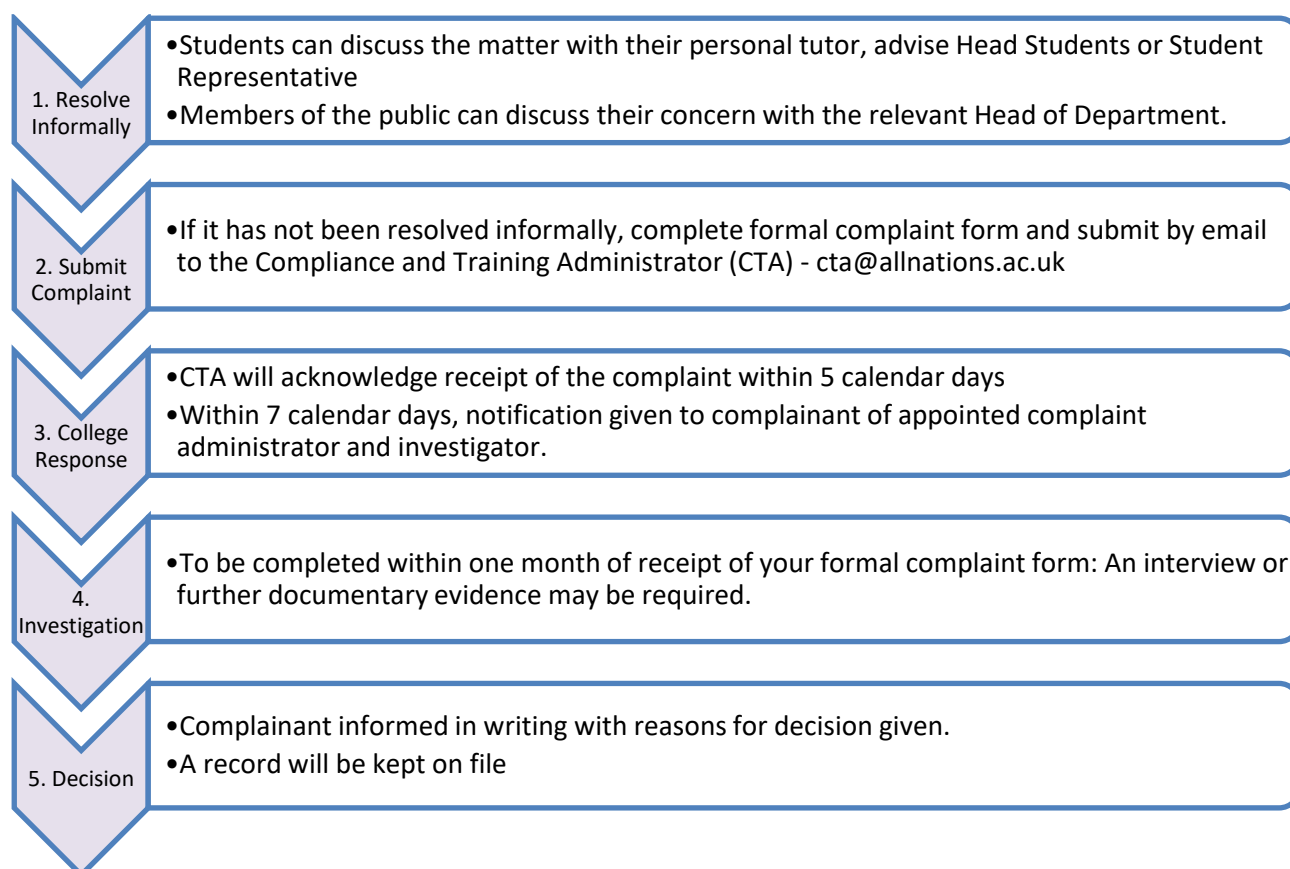 1. Resolve
Informally
•Students can discuss the matter with their personal tutor, advise Head Students or Student
Representative
•Members of the public can discuss their concern with the relevant Head of Department.
2. Submit
Complaint
•If it has not been resolved informally, complete formal complaint form and submit by email
to the Compliance and Training Administrator (CTA) - cta@allnations.ac.uk
3. College
Response
•CTA will acknowledge receipt of the complaint within 5 calendar days
•Within 7 calendar days, notification given to complainant of appointed complaint
administrator and investigator.
4.
Investigation
•To be completed within one month of receipt of your formal complaint form: An interview or
further documentary evidence may be required.
5. Decision
•Complainant informed in writing with reasons for decision given.
•A record will be kept on file